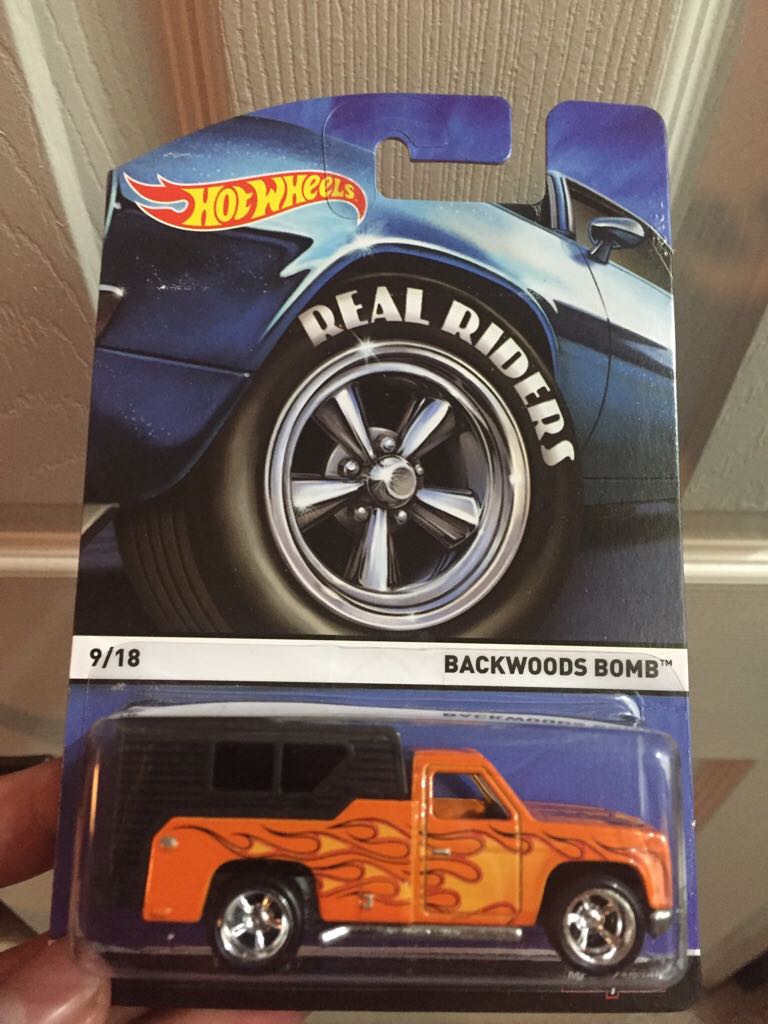 HOT WHEELS
REAL RIDERS
9/18
BACKWOODS BOMB™